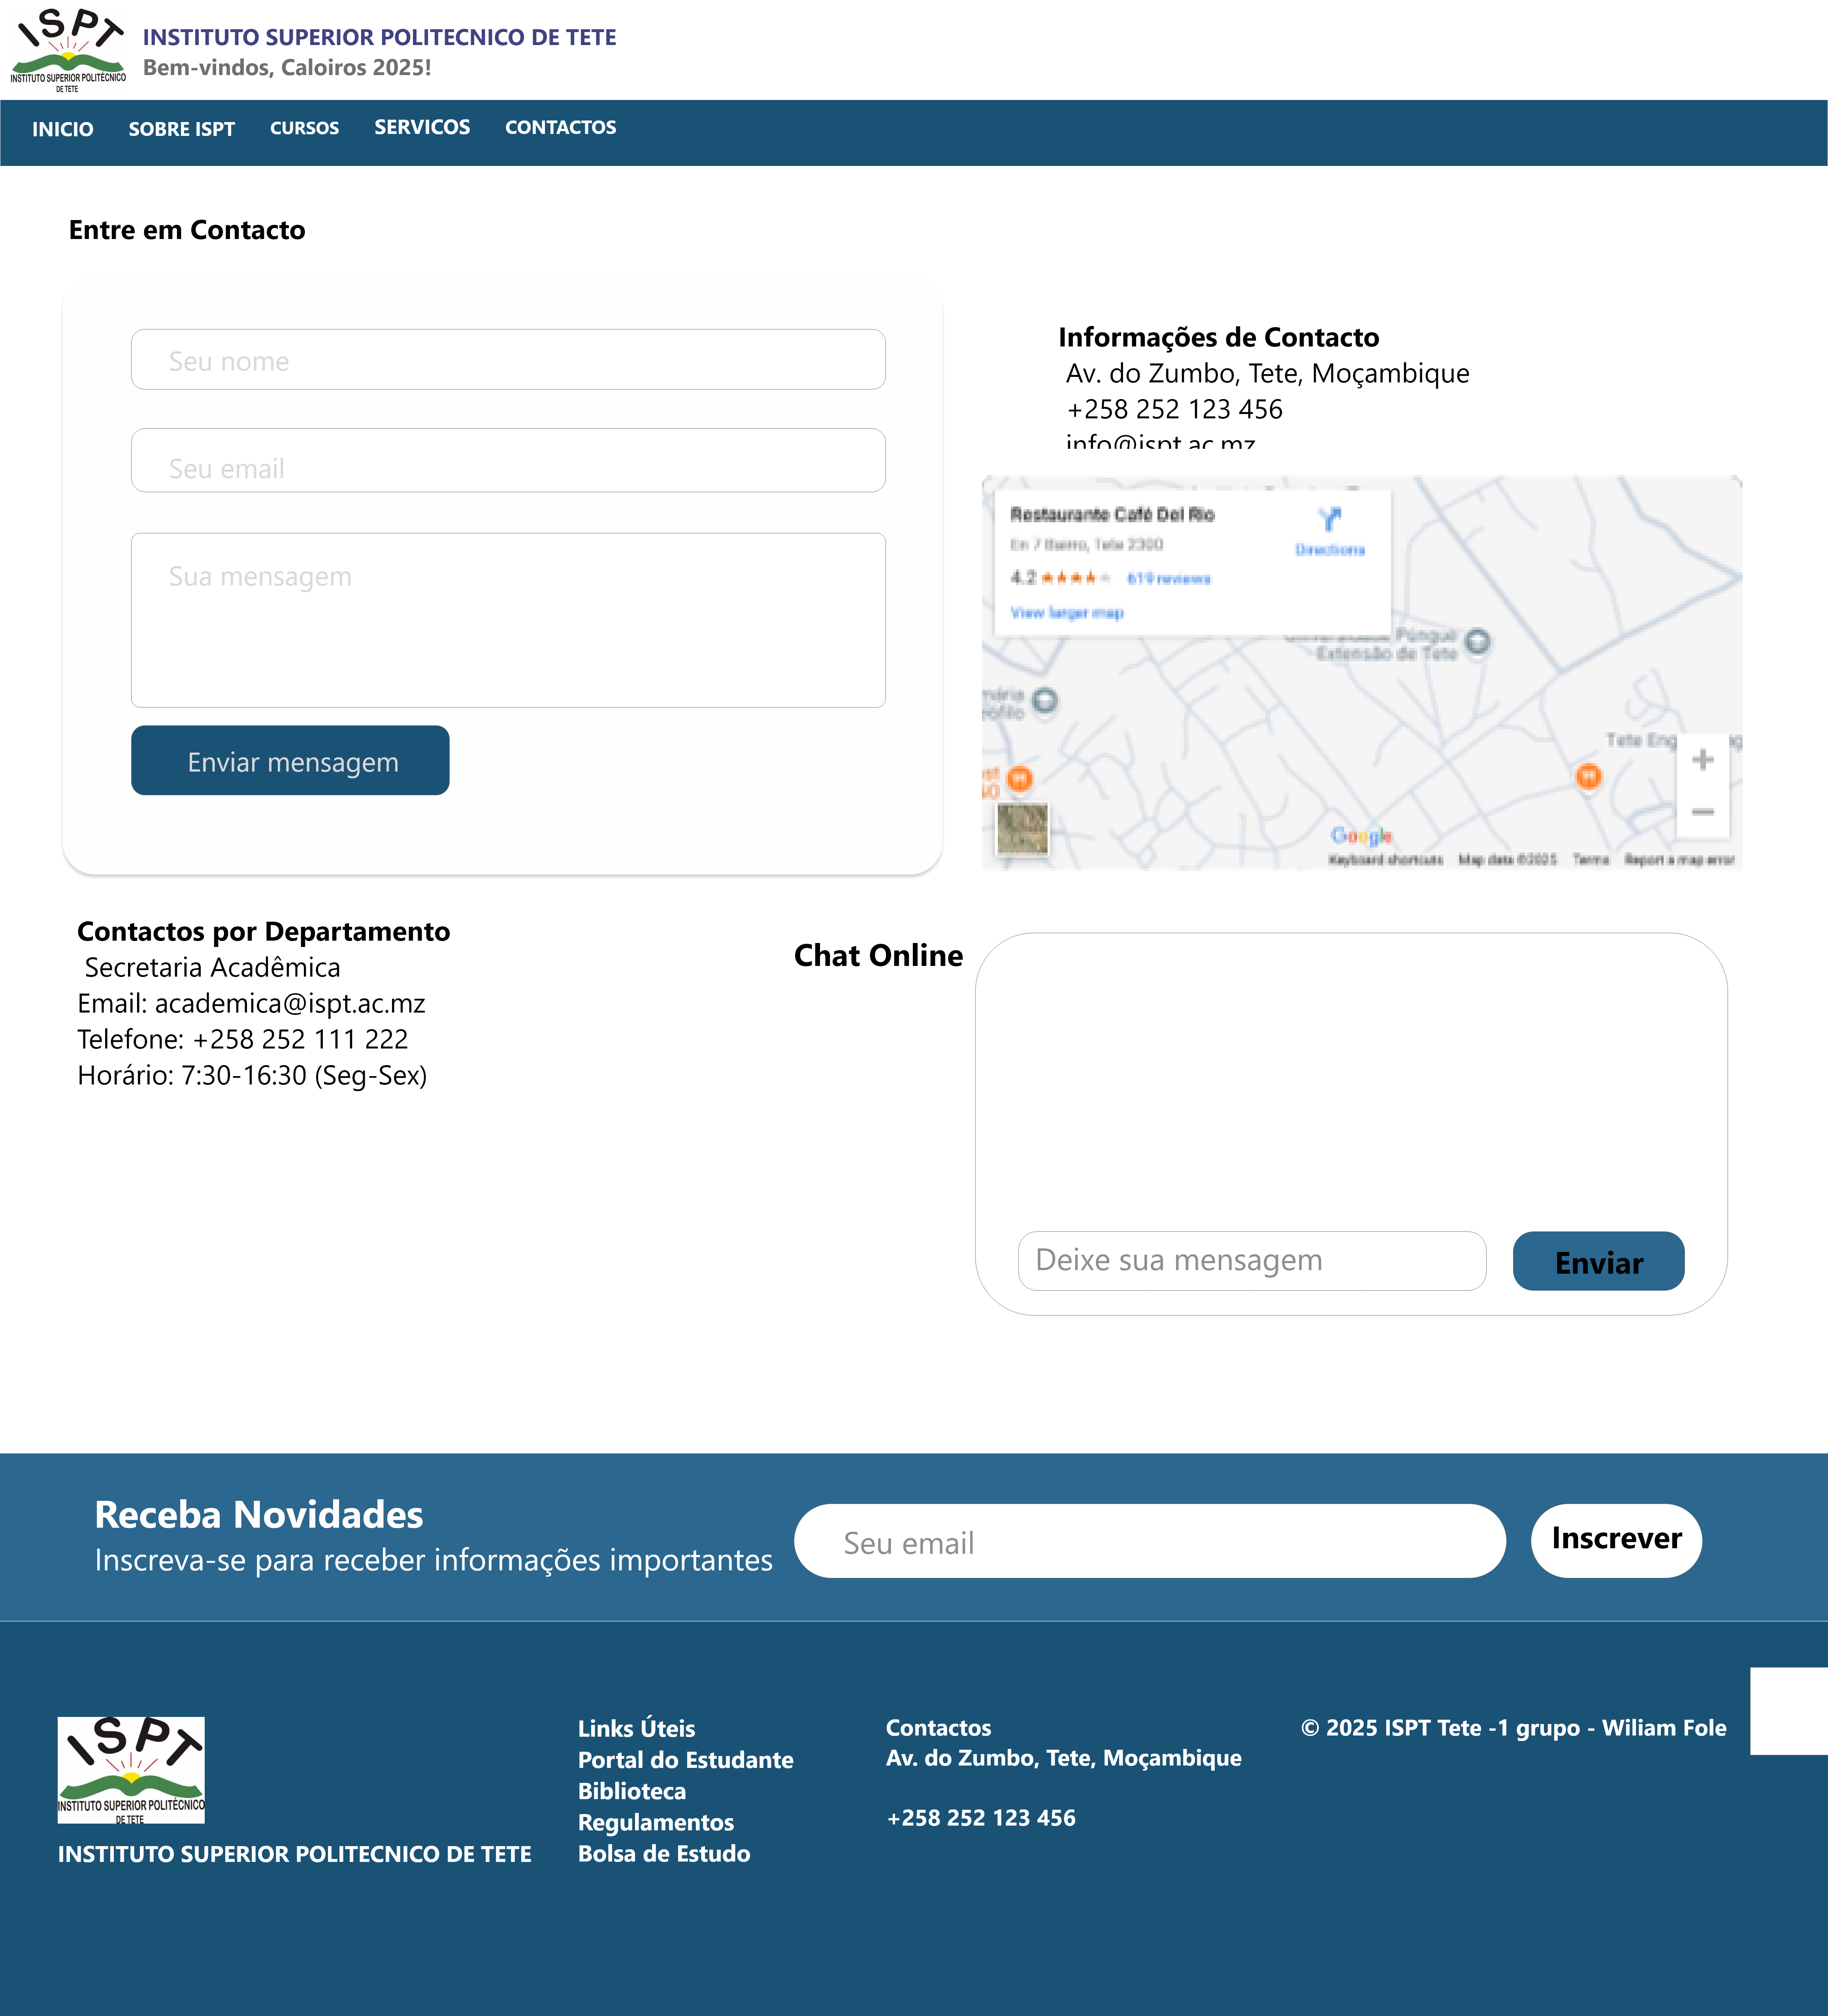 ISPT
INSTITUTO SUPERIOR POLITÉCNICO
DE TETE
INSTITUTO SUPERIOR POLITECNICO DE TETE
Bem-vindos, Caloiros 2025!
INICIO
SOBRE ISPT
CURSOS
SERVICOS
CONTACTOS
Entre em Contacto
Seu nome
Seu email
Sua mensagem
Enviar mensagem
Informações de Contacto
Av. do Zumbo, Tete, Moçambique
+258 252 123 456
info@ispt.ac.mz
Restaurante Café Del Rio
En 7 Bairro, Tete 2300
4.2
619 reviews
View larger map
Directions
Púnguè
Extensão de Tete
Tete Eng
Google
Keyboard shortcuts
Map data ©2025
Terms
Report a map error
Contactos por Departamento
Secretaria Acadêmica
Email: academica@ispt.ac.mz
Telefone: +258 252 111 222
Horário: 7:30-16:30 (Seg-Sex)
Chat Online
Deixe sua mensagem
Enviar
Receba Novidades
Inscreva-se para receber informações importantes
Seu email
Inscrever
ISPT
INSTITUTO SUPERIOR POLITÉCNICO
DE TETE
INSTITUTO SUPERIOR POLITECNICO DE TETE
Links Úteis
Portal do Estudante
Biblioteca
Regulamentos
Bolsa de Estudo
Contactos
Av. do Zumbo, Tete, Moçambique
+258 252 123 456
© 2025 ISPT Tete -1 grupo - Wiliam Fole